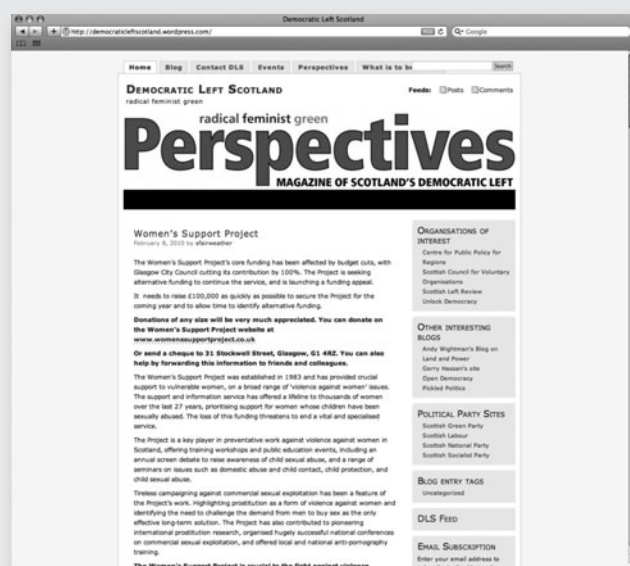 Democratic Left Scotland
http://democraticleftscotland.wordpress.com/
Google
Home Blog Contact DLS Events Perspectives What is to
Search
Democratic Left Scotland
radical feminist green
Feeds: Posts Comments
radical feminist green
Perspectives
MAGAZINE OF SCOTLAND'S DEMOCRATIC LEFT
Women's Support Project
February 6, 2010 by sfairweather
The Women's Support Project's core funding has been affected by budget cuts, with
Glasgow City Council cutting its contribution by 100%. The Project is seeking
alternative funding to continue the service, and is launching a funding appeal.
It needs to raise £100,000 as quickly as possible to secure the Project for the
coming year and to allow time to identify alternative funding.
Donations of any size will be very much appreciated. You can donate on
the Women's Support Project website at
www.womenssupportproject.co.uk
Or send a cheque to 31 Stockwell Street, Glasgow, G1 4RZ. You can also
help by forwarding this information to friends and colleagues.
The Women's Support Project was established in 1983 and has provided crucial
support to vulnerable women, on a broad range of 'violence against women' issues.
The support and information service has offered a lifeline to thousands of women
over the last 27 years, prioritising support for women whose children have been
sexually abused. The loss of this funding threatens to end a vital and specialised
service.
The Project is a key player in preventative work against violence against women in
Scotland, offering training workshops and public education events, including an
annual screen debate to raise awareness of child sexual abuse, and a range of
seminars on issues such as domestic abuse and child contact, child protection, and
child sexual abuse.
Tireless campaigning against commercial sexual exploitation has been a feature of
the Project's work. Highlighting prostitution as a form of violence against women and
identifying the need to challenge the demand from men to buy sex as the only
effective long-term solution. The Project has also contributed to pioneering
international prostitution research, organised hugely successful national conferences
on commercial sexual exploitation, and offered local and national anti-pornography
training.
The Women's Support Project is crucial to the fight against violence
Organisations of
interest
Centre for Public Policy for
Regions
Scottish Council for Voluntary
Organisations
Scottish Left Review
Unlock Democracy
Other interesting
blogs
Andy Wightman's Blog on
Land and Power
Gerry Hassan's site
Open Democracy
Pickled Politics
Political Party Sites
Scottish Green Party
Scottish Labour
Scottish National Party
Scottish Socialist Party
Blog entry tags
Uncategorized
DLS Feed
Email Subscription
Enter your email address to